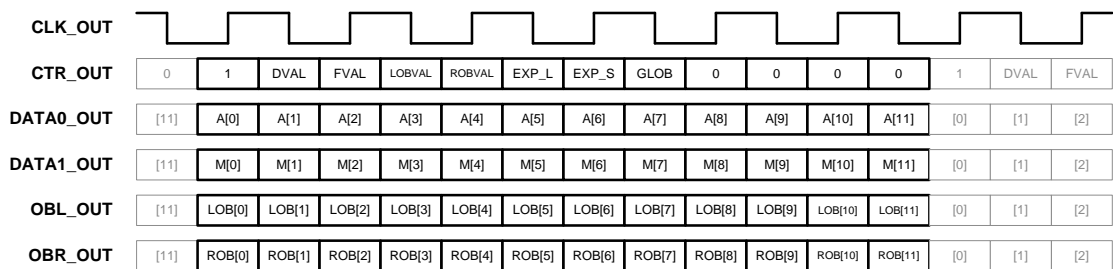 CLK_OUT
CTR_OUT 0 1 DVAL FVAL LOBVAL ROBVAL EXP_L EXP_S GLOB 0 0 0 0 1 DVAL FVAL
DATA0_OUT [11] A[0] A[1] A[2] A[3] A[4] A[5] A[6] A[7] A[8] A[9] A[10] A[11] [0] [1] [2]
DATA1_OUT [11] M[0] M[1] M[2] M[3] M[4] M[5] M[6] M[7] M[8] M[9] M[10] M[11] [0] [1] [2]
OBL_OUT [11] LOB[0] LOB[1] LOB[2] LOB[3] LOB[4] LOB[5] LOB[6] LOB[7] LOB[8] LOB[9] LOB[10] LOB[11] [0] [1] [2]
OBR_OUT [11] ROB[0] ROB[1] ROB[2] ROB[3] ROB[4] ROB[5] ROB[6] ROB[7] ROB[8] ROB[9] ROB[10] ROB[11] [0] [1] [2]